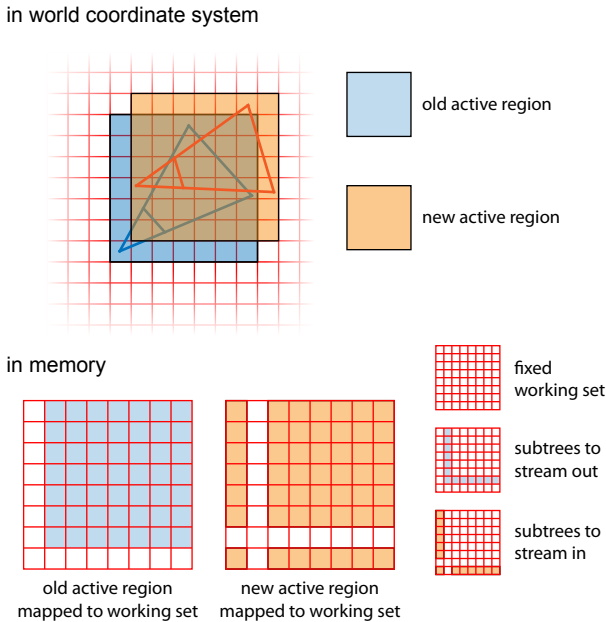 in world coordinate system
old active region
new active region
in memory
fixed
working set
subtrees to
stream out
subtrees to
stream in
old active region
mapped to working set
new active region
mapped to working set